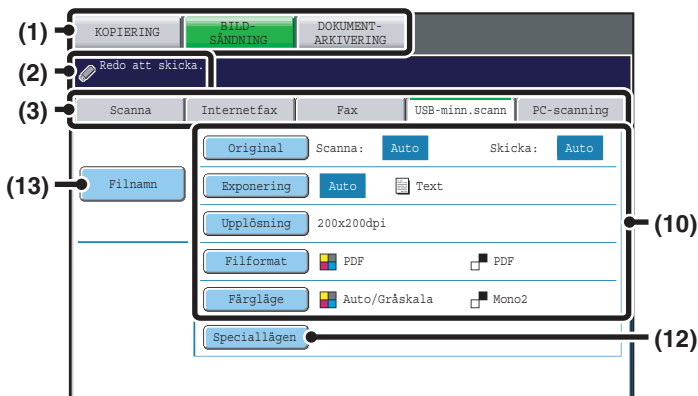 (1) KOPIERING BILD-SÄNDNING DOKUMENT-ARKIVERING
(2) Redo att skicka.
(3) Scanna Internetfax Fax USB-minn.scann PC-scanning
Original Scanna: Auto Skicka: Auto
(13) Filnamn Exponering Auto Text
Upplösning 200x200dpi (10)
Filformat PDF PDF
Färgläge Auto/Gråskala Mono2
Speciallägen (12)